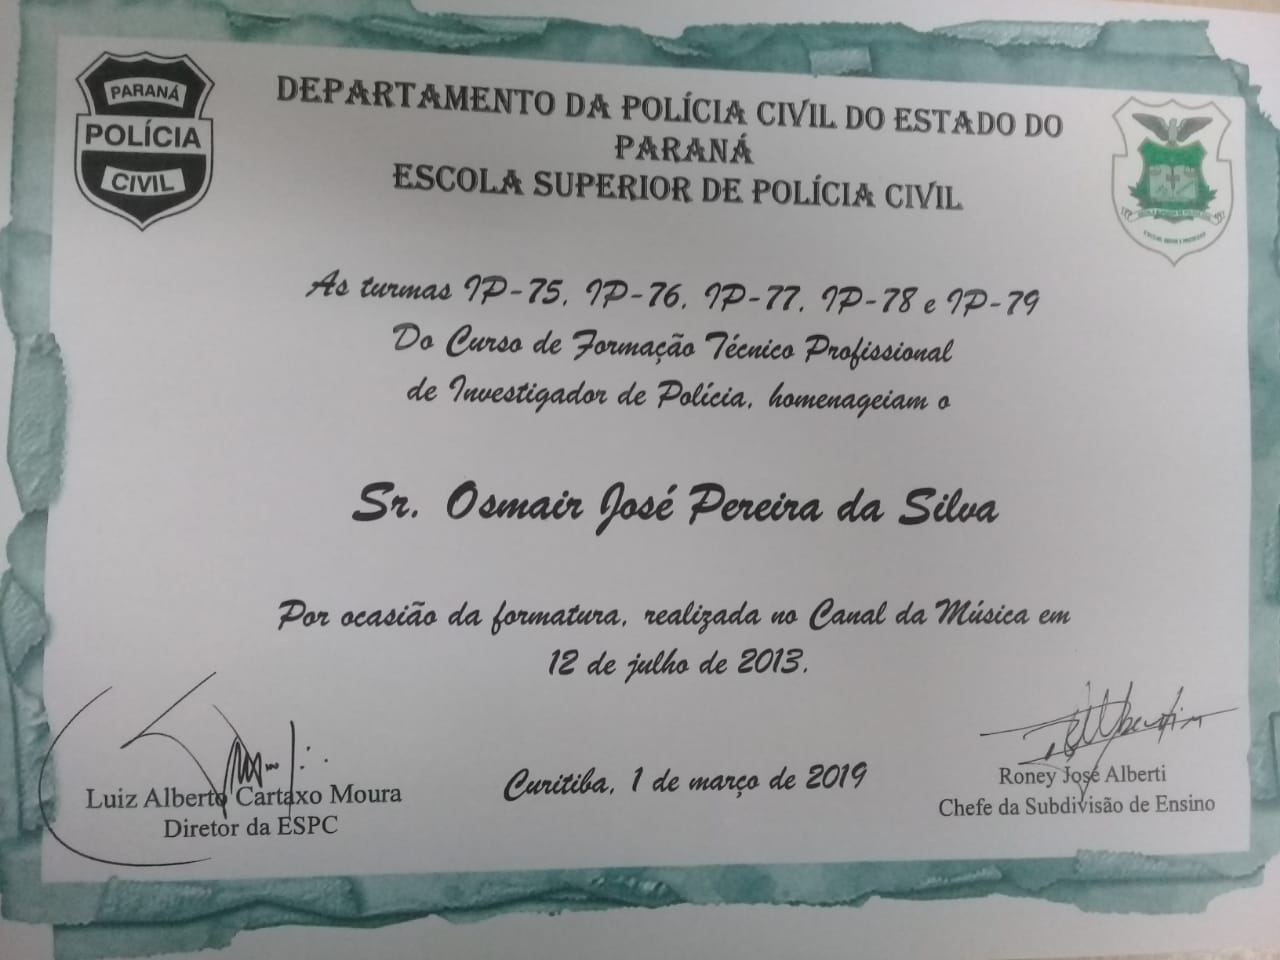 PARANÁ
POLÍCIA
CIVIL
DEPARTAMENTO DA POLÍCIA CIVIL DO ESTADO DO
PARANÁ
ESCOLA SUPERIOR DE POLÍCIA CIVIL
As turmas IP-75, IP-76, IP-77, IP-78 e IP-79
Do Curso de Formação Técnico Profissional
de Investigador de Polícia, homenageiam o
Sr. Osmair José Pereira da Silva
Por ocasião da formatura, realizada no Canal da Música em
12 de julho de 2013.
Luiz Alberto Cartaxo Moura
Diretor da ESPC
Curitiba, 1 de março de 2019
Roney José Alberti
Chefe da Subdivisão de Ensino